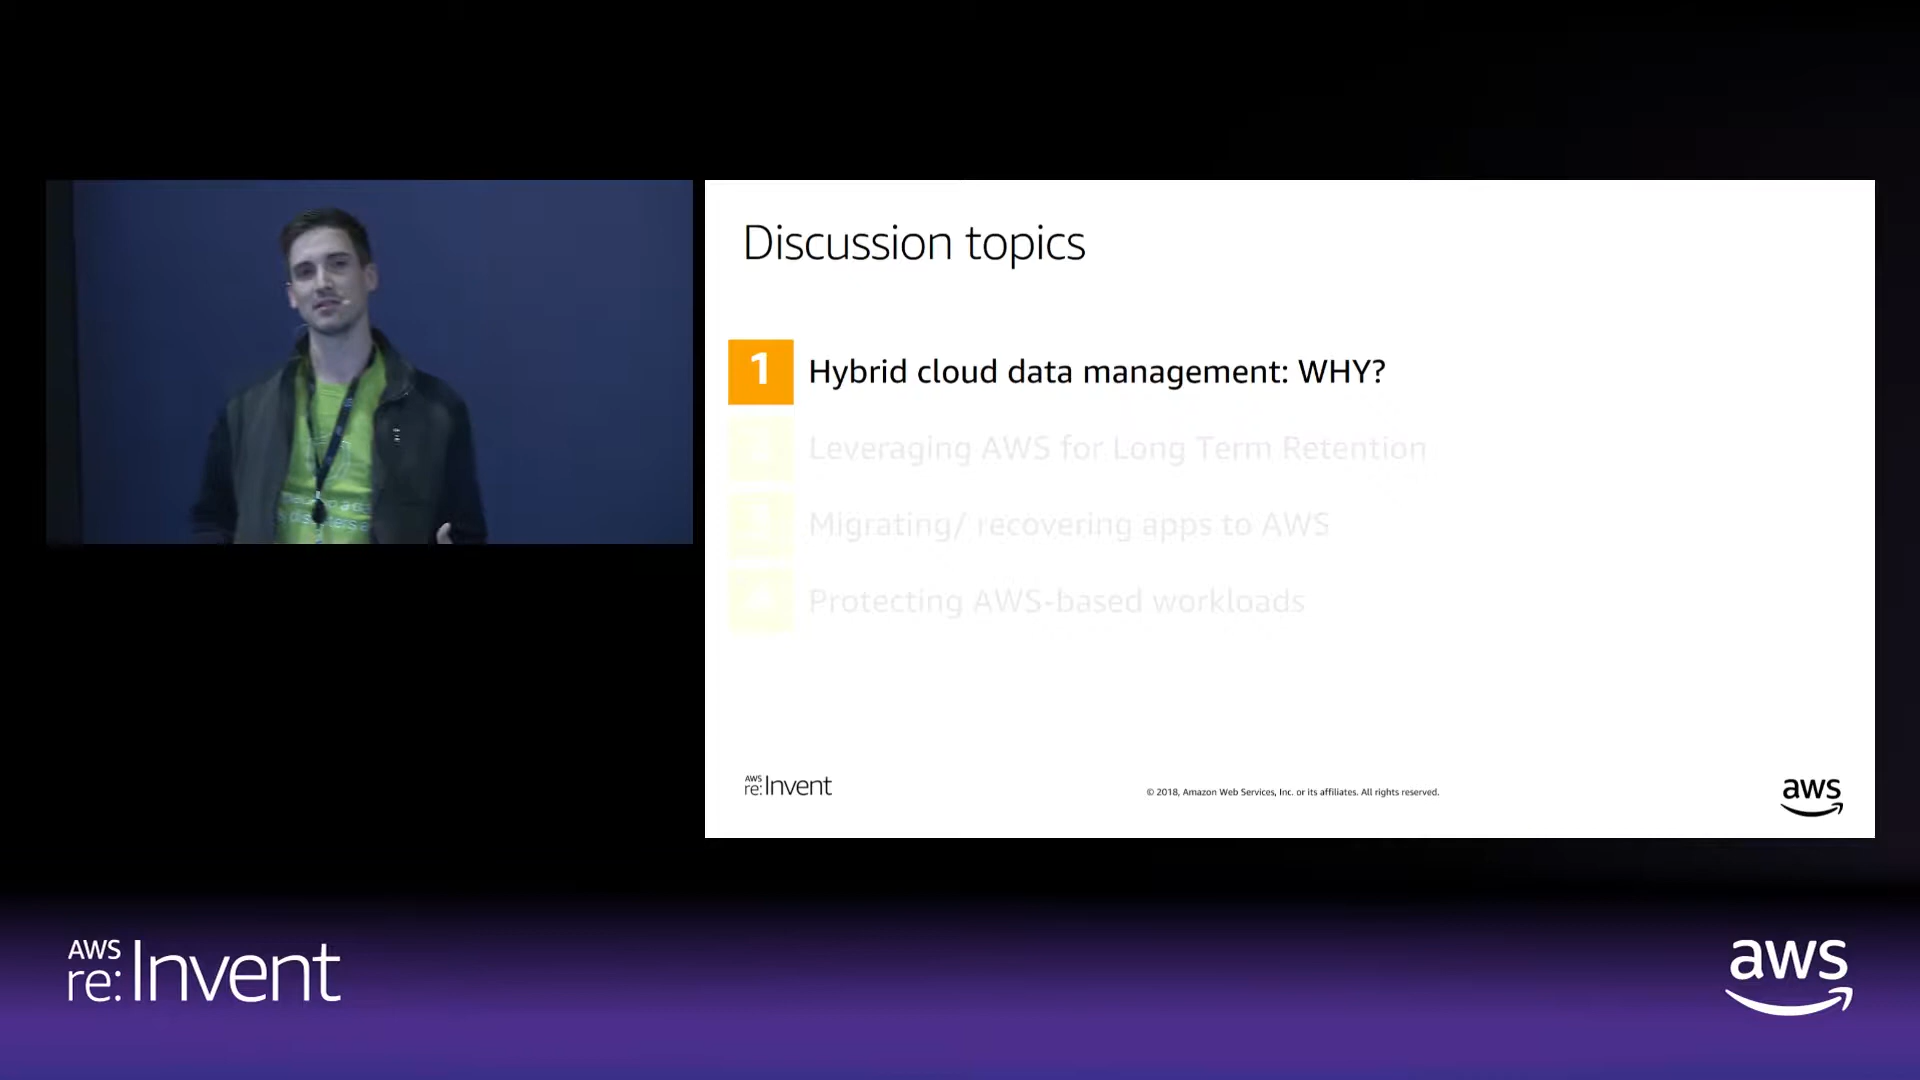 Discussion topics
1 Hybrid cloud data management: WHY?
Leveraging AWS for Long Term Retention
Migrating/ recovering apps to AWS
4 Protecting AWS-based workloads
AWS
re:Invent
© 2018, Amazon Web Services, Inc. or its affiliates. All rights reserved.
aws
AWS
re:Invent
aws